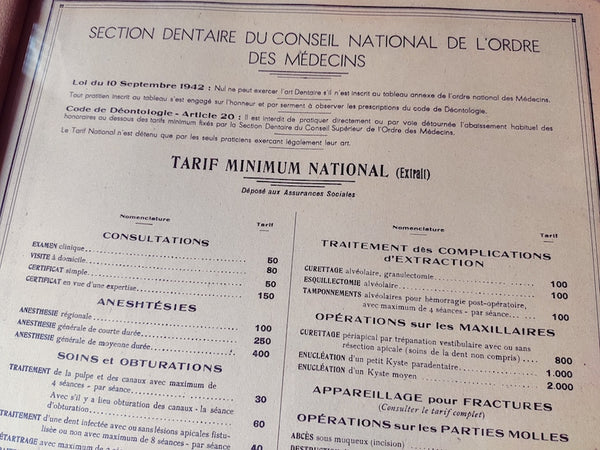 SECTION DENTAIRE DU CONSEIL NATIONAL DE L'ORDRE
DES MÉDECINS
Loi du 10 Septembre 1942 : Nul ne peut exercer l'art Dentaire s'il n'est inscrit au tableau annexe de l'ordre national des Médecins.
Tout praticien inscrit au tableau s'est engagé sur l'honneur et par serment à observer les prescriptions du code de Déontologie.
Code de Déontologie - Article 20 : Il est interdit de pratiquer directement ou par voie détournée l'abaissement habituel des
honoraires au dessous des tarifs minimum fixés par la Section Dentaire du Conseil Supérieur de l'Ordre des Médecins.
Le Tarif National n'est détenu que par les seuls praticiens exerçant légalement leur art.
TARIF MINIMUM NATIONAL (Extrait)
Déposé aux Assurances Sociales
Nomenclature Tarif
CONSULTATIONS
EXAMEN clinique 50
VISITE à domicile 80
CERTIFICAT simple 50
CERTIFICAT en vue d'une expertise 150
ANESHTÉSIES
ANESTHESIE régionale 100
ANESTHESIE générale de courte durée 250
ANESTHESIE générale de moyenne durée 400
SOINS et OBTURATIONS
TRAITEMENT de la pulpe et des canaux avec maximum de
4 séances - par séance 30
Avec s'il y a lieu obturation des canaux - la séance
d'obturation 60
TRAITEMENT d'une dent infectée avec ou sans lésions apicales fistu-
lisée ou non avec maximum de 8 séances - par séance 40
DÉTARTRAGE avec maximum
Nomenclature Tarif
TRAITEMENT des COMPLICATIONS
d'EXTRACTION
CURETTAGE alvéolaire, granulectomie 100
ESQUILLECTOMIE alvéolaire 100
TAMPONNEMENTS alvéolaires pour hémorragie post-opératoire,
avec maximum de 4 séances - par séance 100
OPÉRATIONS sur les MAXILLAIRES
CURETTAGE périapical par trépanation vestibulaire avec ou sans
résection apicale (soins de la dent non compris) 800
ENUCLÉATION d'un petit Kyste paradentaire 1.000
ENUCLÉATION d'un Kyste moyen 2.000
APPAREILLAGE pour FRACTURES
(Consulter le tarif complet)
OPÉRATIONS sur les PARTIES MOLLES
ABCÈS sous muqueux (incision)